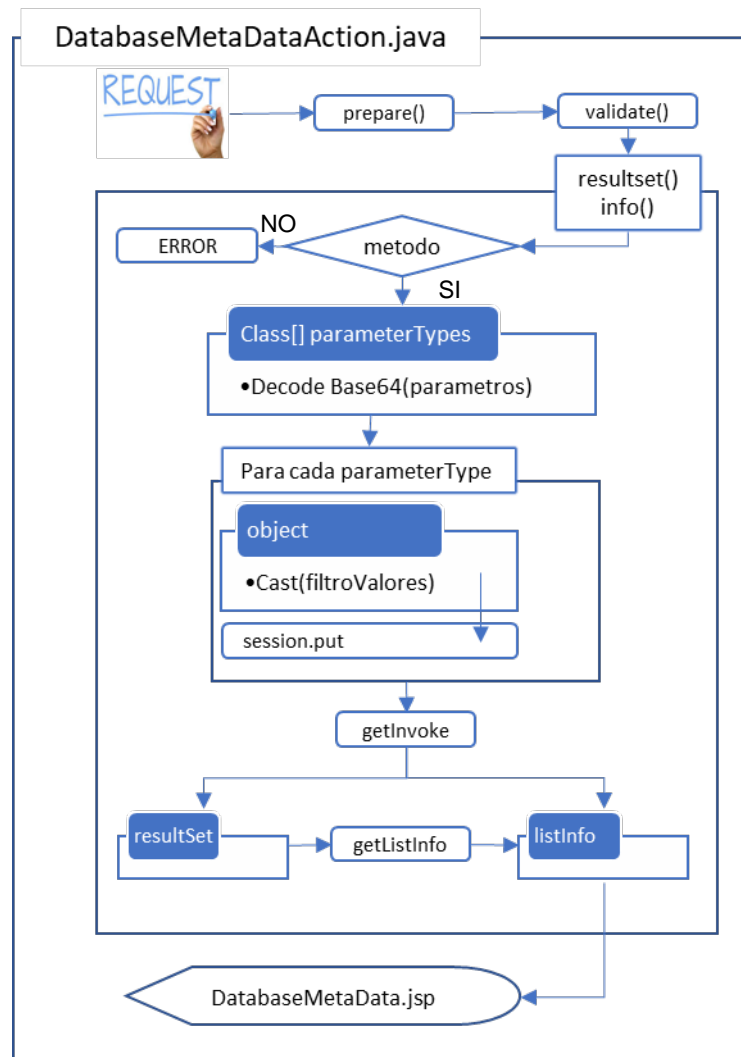 DatabaseMetaDataAction.java
REQUEST
prepare()
validate()
resultset()
info()
NO
ERROR
metodo
SI
Class[] parameterTypes
•Decode Base64(parametros)
Para cada parameterType
object
•Cast(filtroValores)
session.put
getInvoke
resultSet
getListInfo
listInfo
DatabaseMetaData.jsp